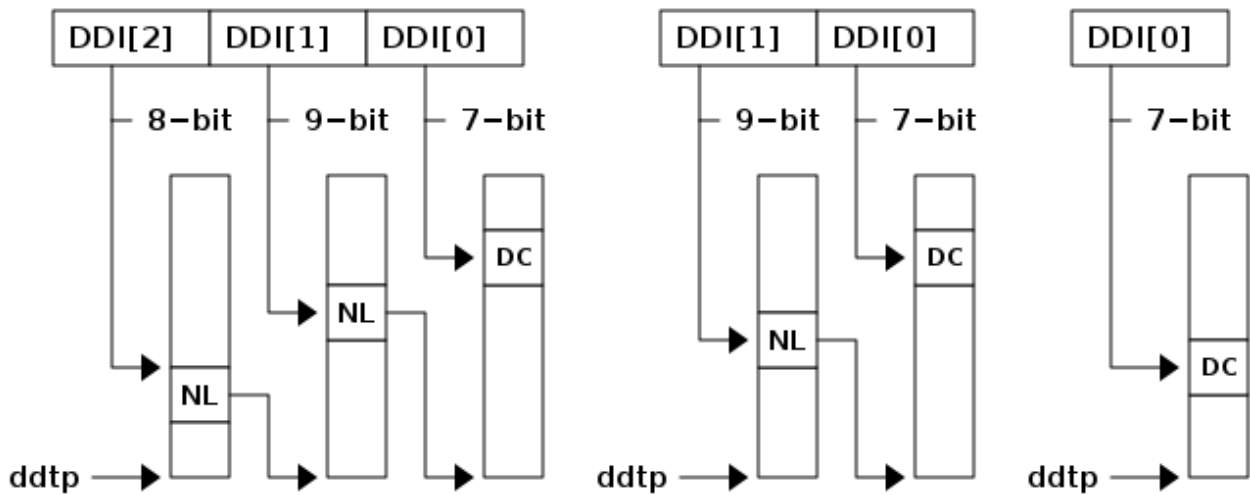 DDI[2] DDI[1] DDI[0] DDI[1] DDI[0] DDI[0]
8-bit 9-bit 7-bit 9-bit 7-bit 7-bit
DC DC
NL NL DC
NL
ddtp ddtp ddtp